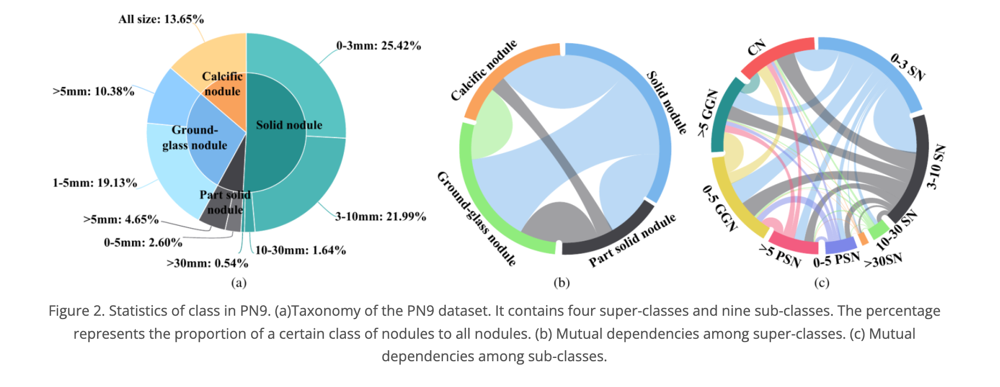 All size: 13.65%
0-3mm: 25.42%
Calcific
nodule
>5mm: 10.38%
Solid nodule
Ground-
glass nodule
1-5mm: 19.13%
Part solid
nodule
>5mm: 4.65%
3-10mm: 21.99%
0-5mm: 2.60%
10-30mm: 1.64%
>30mm: 0.54%
(a)
Calcific nodule
Solid nodule
Ground-glass nodule
Part solid nodule
(b)
CN
0-3 SN
>5 GGN
3-10 SN
0-5 GGN
10-30 SN
>5 PSN
0-5 PSN
>30SN
(c)
Figure 2. Statistics of class in PN9. (a)Taxonomy of the PN9 dataset. It contains four super-classes and nine sub-classes. The percentage
represents the proportion of a certain class of nodules to all nodules. (b) Mutual dependencies among super-classes. (c) Mutual
dependencies among sub-classes.